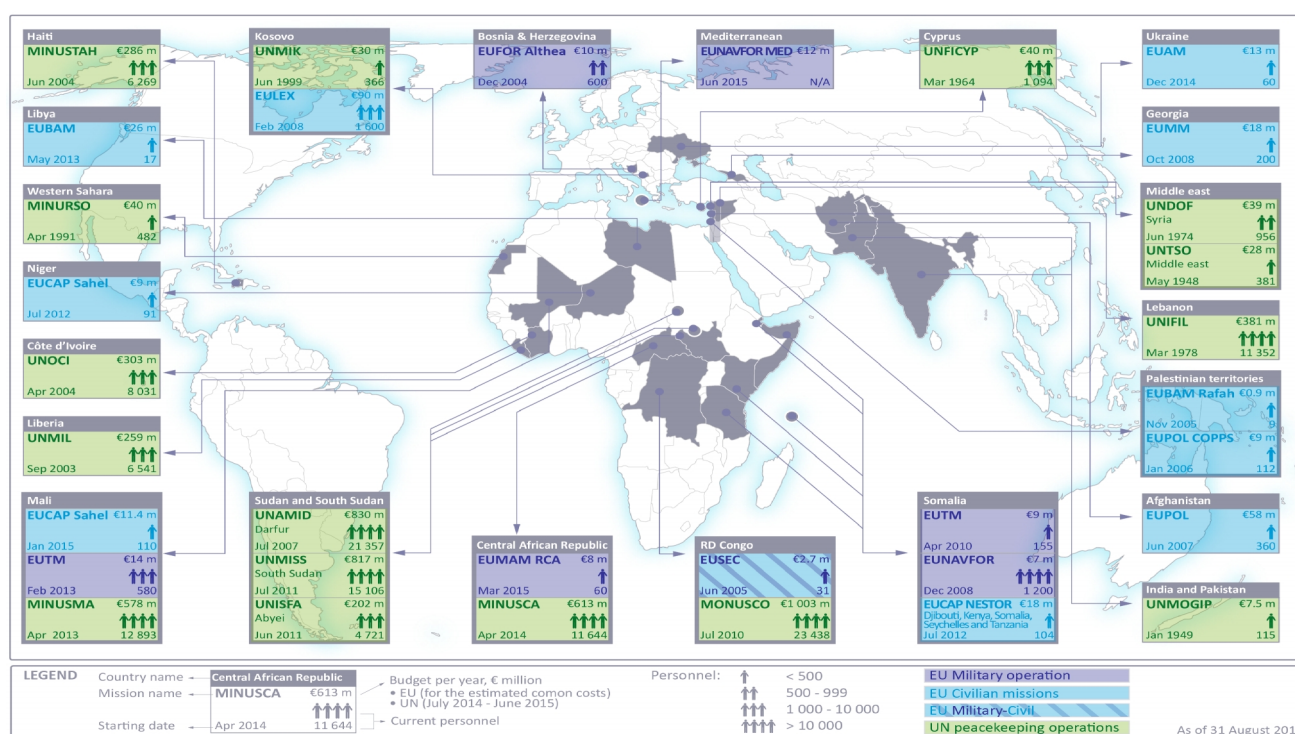 Haiti
MINUSTAH €286 m
Jun 2004 6 269
Libya
EUBAM €26 m
May 2013 17
Western Sahara
MINURSO €40 m
Apr 1991 482
Niger
EUCAP Sahel €9 m
Jul 2012 91
Côte d'Ivoire
UNOCI €303 m
Apr 2004 8 031
Liberia
UNMIL €259 m
Sep 2003 6 541
Mali
EUCAP Sahel €11.4 m
Jan 2015 110
EUTM €14 m
Feb 2013 580
MINUSMA €578 m
Apr 2013 12 893
Kosovo
UNMIK €30 m
Jun 1999 366
EULEX €90 m
Feb 2008 1 600
Bosnia & Herzegovina
EUFOR Althea €10 m
Dec 2004 600
Mediterranean
EUNAVFOR MED €12 m
Jun 2015 N/A
Cyprus
UNFICYP €40 m
Mar 1964 1 094
Ukraine
EUAM €13 m
Dec 2014 60
Georgia
EUMM €18 m
Oct 2008 200
Middle east
UNDOF €39 m
Syria
Jun 1974 956
UNTSO €28 m
Middle east
May 1948 381
Lebanon
UNIFIL €381 m
Mar 1978 11 352
Palestinian territories
EUBAM Rafah €0.9 m
Nov 2005 9
EUPOL COPPS €9 m
Jan 2006 112
Afghanistan
EUPOL €58 m
Jun 2007 360
India and Pakistan
UNMOGIP €7.5 m
Jan 1949 115
Sudan and South Sudan
UNAMID €830 m
Darfur
Jul 2007 21 357
UNMISS €817 m
South Sudan
Jul 2011 15 106
UNISFA €202 m
Abyei
Jun 2011 4 721
Central African Republic
EUMAM RCA €8 m
Mar 2015 60
MINUSCA €613 m
Apr 2014 11 644
RD Congo
EUSEC €2,7 m
Jun 2005 31
MONUSCO €1 003 m
Jul 2010 23 438
Somalia
EUTM €9 m
Apr 2010 155
EUNAVFOR €7 m
Dec 2008 1 200
EUCAP NESTOR €18 m
Djibouti, Kenya, Somalia,
Seychelles and Tanzania
Jul 2012 104
LEGEND
Country name
Mission name
Starting date
Central African Republic
MINUSCA €613 m
Apr 2014 11 644
Budget per year, € million
• EU (for the estimated comon costs)
• UN (July 2014 - June 2015)
Current personnel
Personnel:
< 500
500 - 999
1 000 - 10 000
> 10 000
EU Military operation
EU Civilian missions
EU Military-Civil
UN peacekeeping operations
As of 31 August